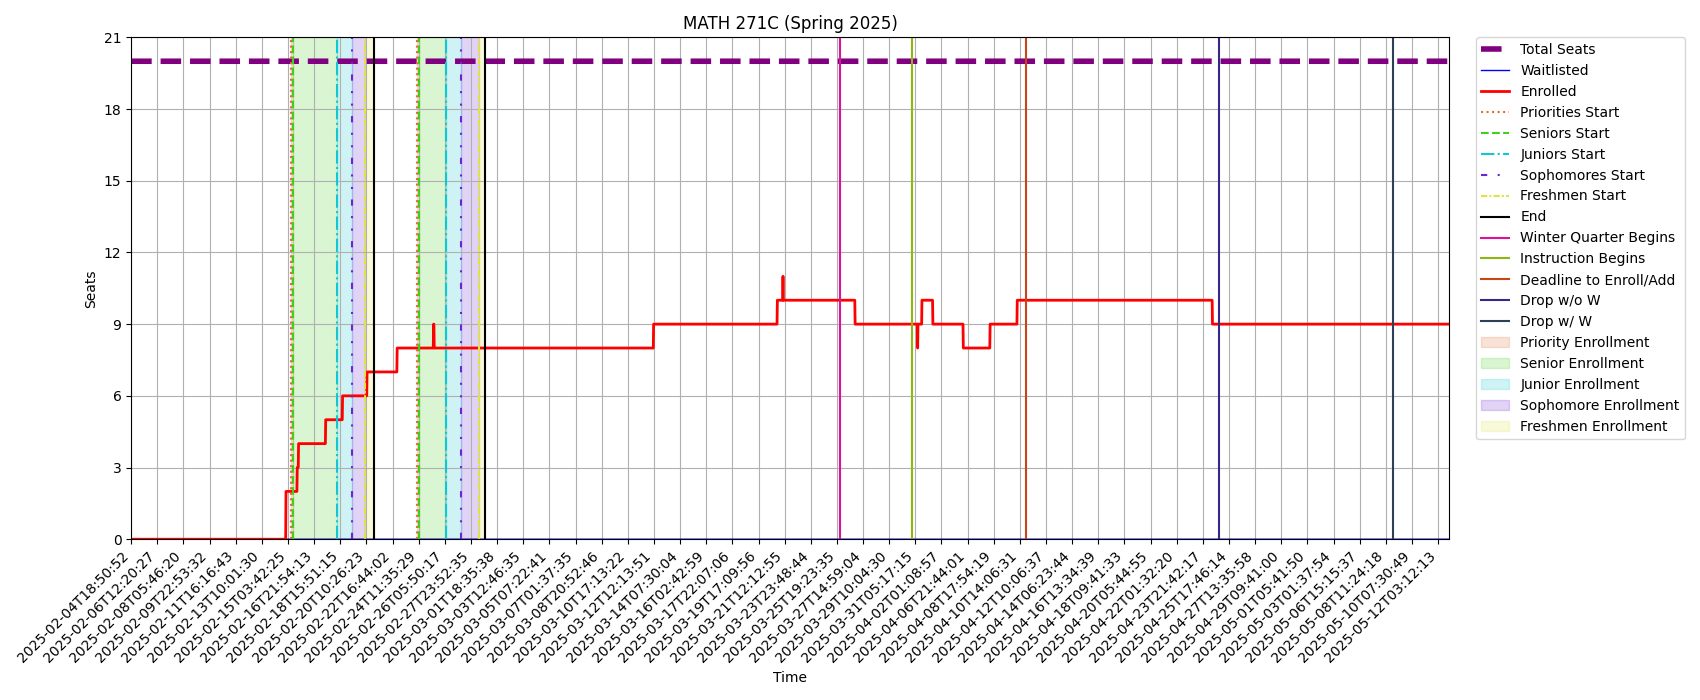 MATH 271C (Spring 2025)
Seats
21
18
15
12
9
6
3
0
2025-02-04T18:50:52
2025-02-06T12:20:27
2025-02-08T05:46:20
2025-02-09T22:53:32
2025-02-11T16:16:43
2025-02-13T10:01:30
2025-02-15T03:42:25
2025-02-16T21:54:13
2025-02-18T15:51:15
2025-02-20T10:26:23
2025-02-22T16:44:02
2025-02-24T11:35:29
2025-02-26T05:50:17
2025-02-27T23:52:35
2025-03-01T18:35:38
2025-03-03T12:46:35
2025-03-05T07:22:41
2025-03-07T01:37:35
2025-03-08T20:52:46
2025-03-10T17:13:22
2025-03-12T12:13:51
2025-03-14T07:30:04
2025-03-16T02:42:59
2025-03-17T22:07:06
2025-03-19T17:09:56
2025-03-21T12:12:55
2025-03-23T23:48:44
2025-03-25T19:23:35
2025-03-27T14:59:04
2025-03-29T10:04:30
2025-03-31T05:17:15
2025-04-02T01:08:57
2025-04-06T21:44:01
2025-04-08T17:54:19
2025-04-10T14:06:31
2025-04-12T10:06:37
2025-04-14T06:23:44
2025-04-16T13:34:39
2025-04-18T09:41:33
2025-04-20T05:44:55
2025-04-22T01:32:20
2025-04-23T21:42:17
2025-04-25T17:46:14
2025-04-27T13:35:58
2025-04-29T09:41:00
2025-05-01T05:41:50
2025-05-03T01:37:54
2025-05-06T15:15:37
2025-05-08T11:24:18
2025-05-10T07:30:49
2025-05-12T03:12:13
Time
Total Seats
Waitlisted
Enrolled
Priorities Start
Seniors Start
Juniors Start
Sophomores Start
Freshmen Start
End
Winter Quarter Begins
Instruction Begins
Deadline to Enroll/Add
Drop w/o W
Drop w/ W
Priority Enrollment
Senior Enrollment
Junior Enrollment
Sophomore Enrollment
Freshmen Enrollment